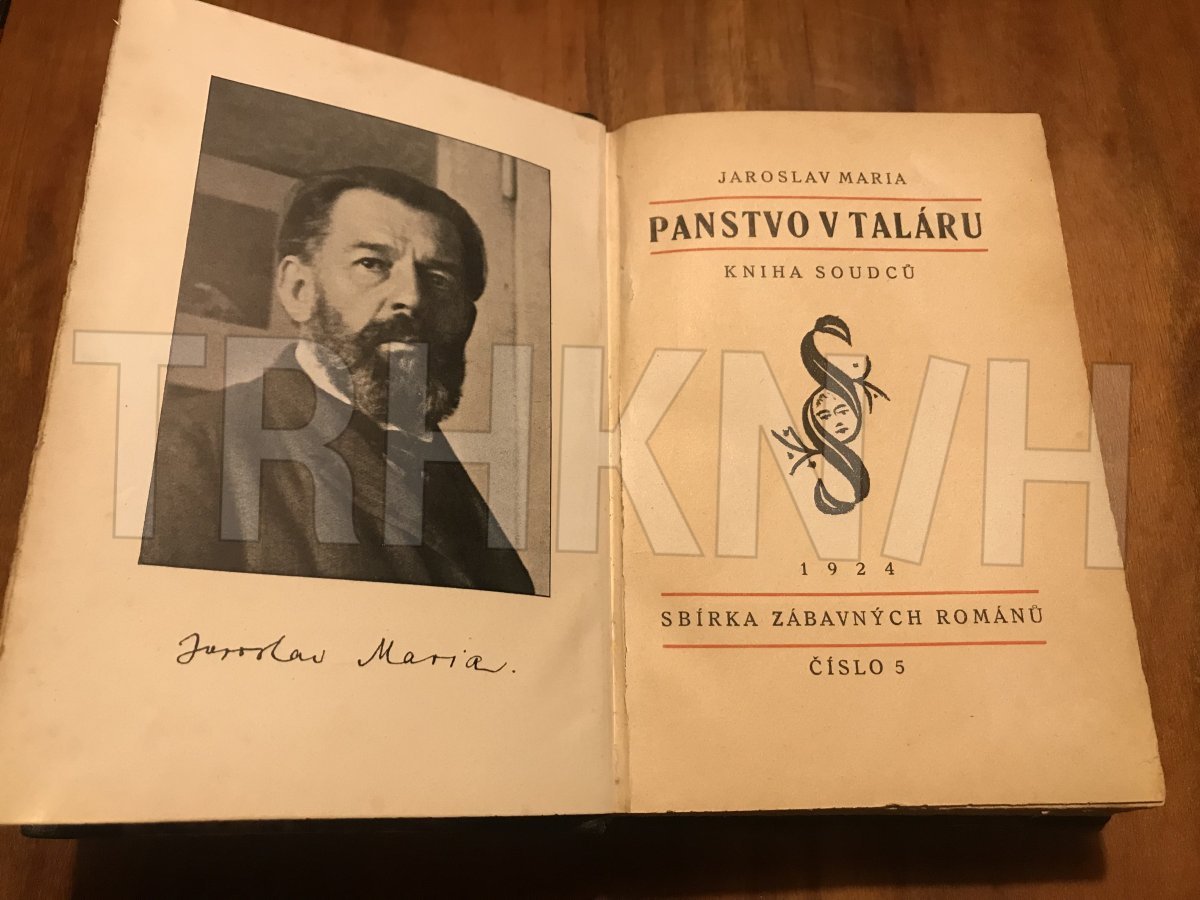 Jaroslav Maria.
JAROSLAV MARIA
PANSTVO V TALÁRU
KNIHA SOUDCŮ
1924
SBÍRKA ZÁBAVNÝCH ROMÁNŮ
ČÍSLO 5
TRHKNIH